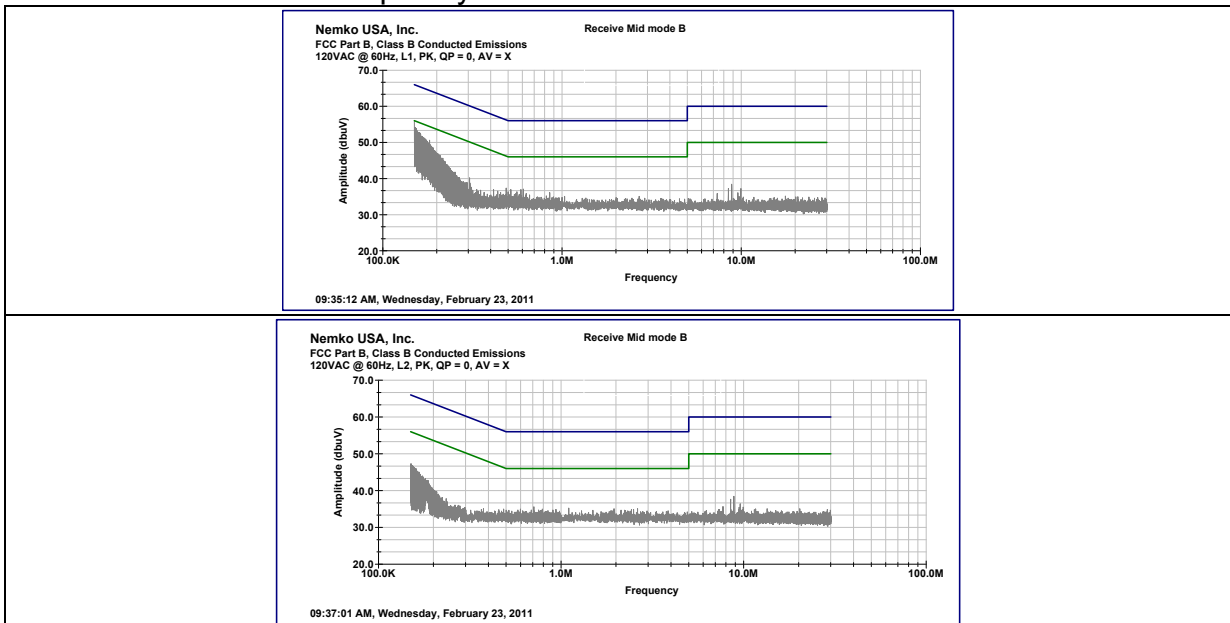 Nemko USA, Inc.
Receive Mid mode B
FCC Part B, Class B Conducted Emissions
120VAC @ 60Hz, L1, PK, QP = 0, AV = X
70.0
60.0
50.0
40.0
30.0
20.0
Amplitude (dbuV)
100.0K 1.0M 10.0M 100.0M
Frequency
09:35:12 AM, Wednesday, February 23, 2011
Nemko USA, Inc.
Receive Mid mode B
FCC Part B, Class B Conducted Emissions
120VAC @ 60Hz, L2, PK, QP = 0, AV = X
70.0
60.0
50.0
40.0
30.0
20.0
Amplitude (dbuV)
100.0K 1.0M 10.0M 100.0M
Frequency
09:37:01 AM, Wednesday, February 23, 2011